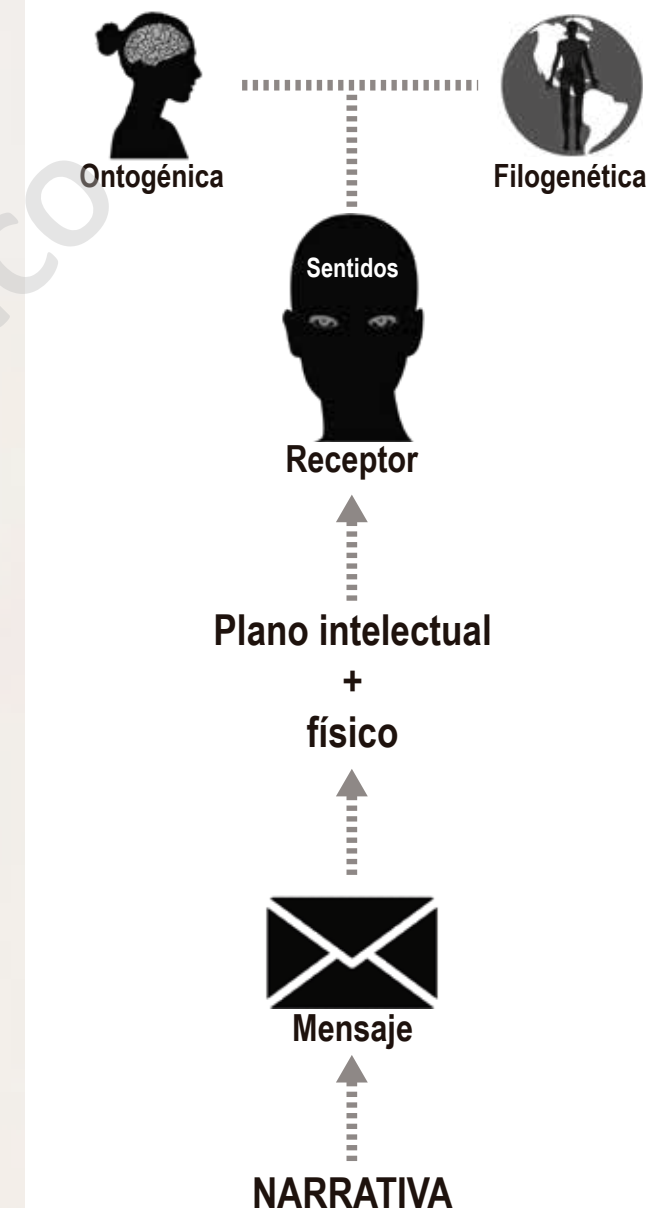 Ontogénica
Filogenética
Sentidos
Receptor
Plano intelectual
+
físico
Mensaje
NARRATIVA